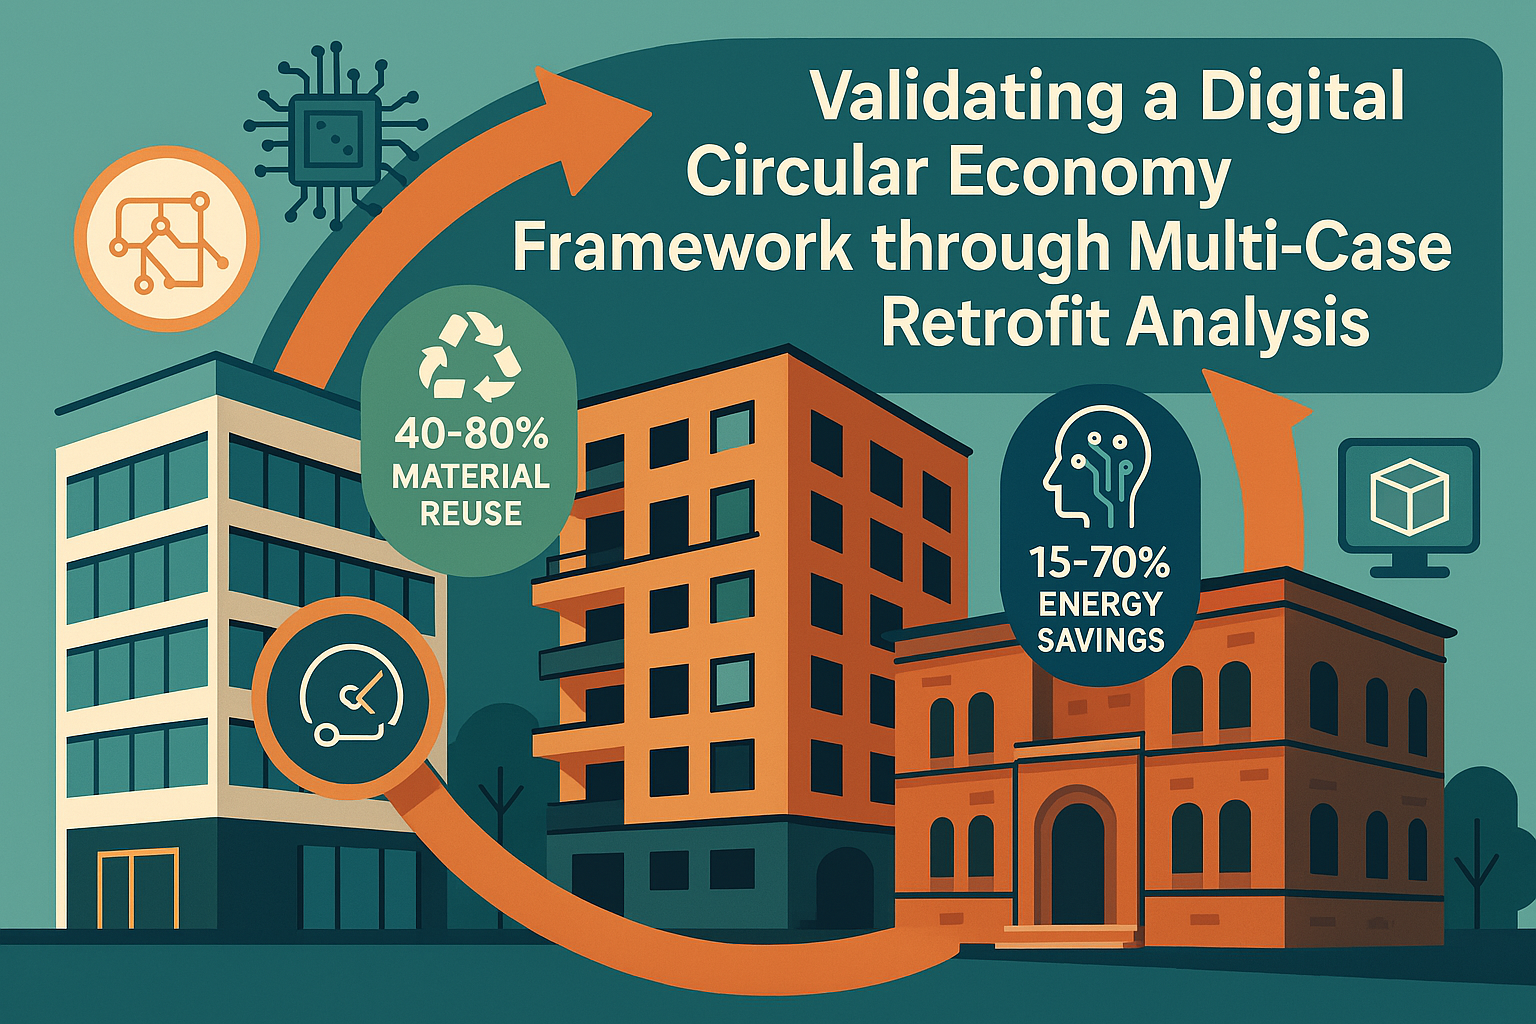 Validating a Digital
Circular Economy
Framework through Multi-Case
Retrofit Analysis
40-80%
MATERIAL
REUSE
15-70%
ENERGY
SAVINGS